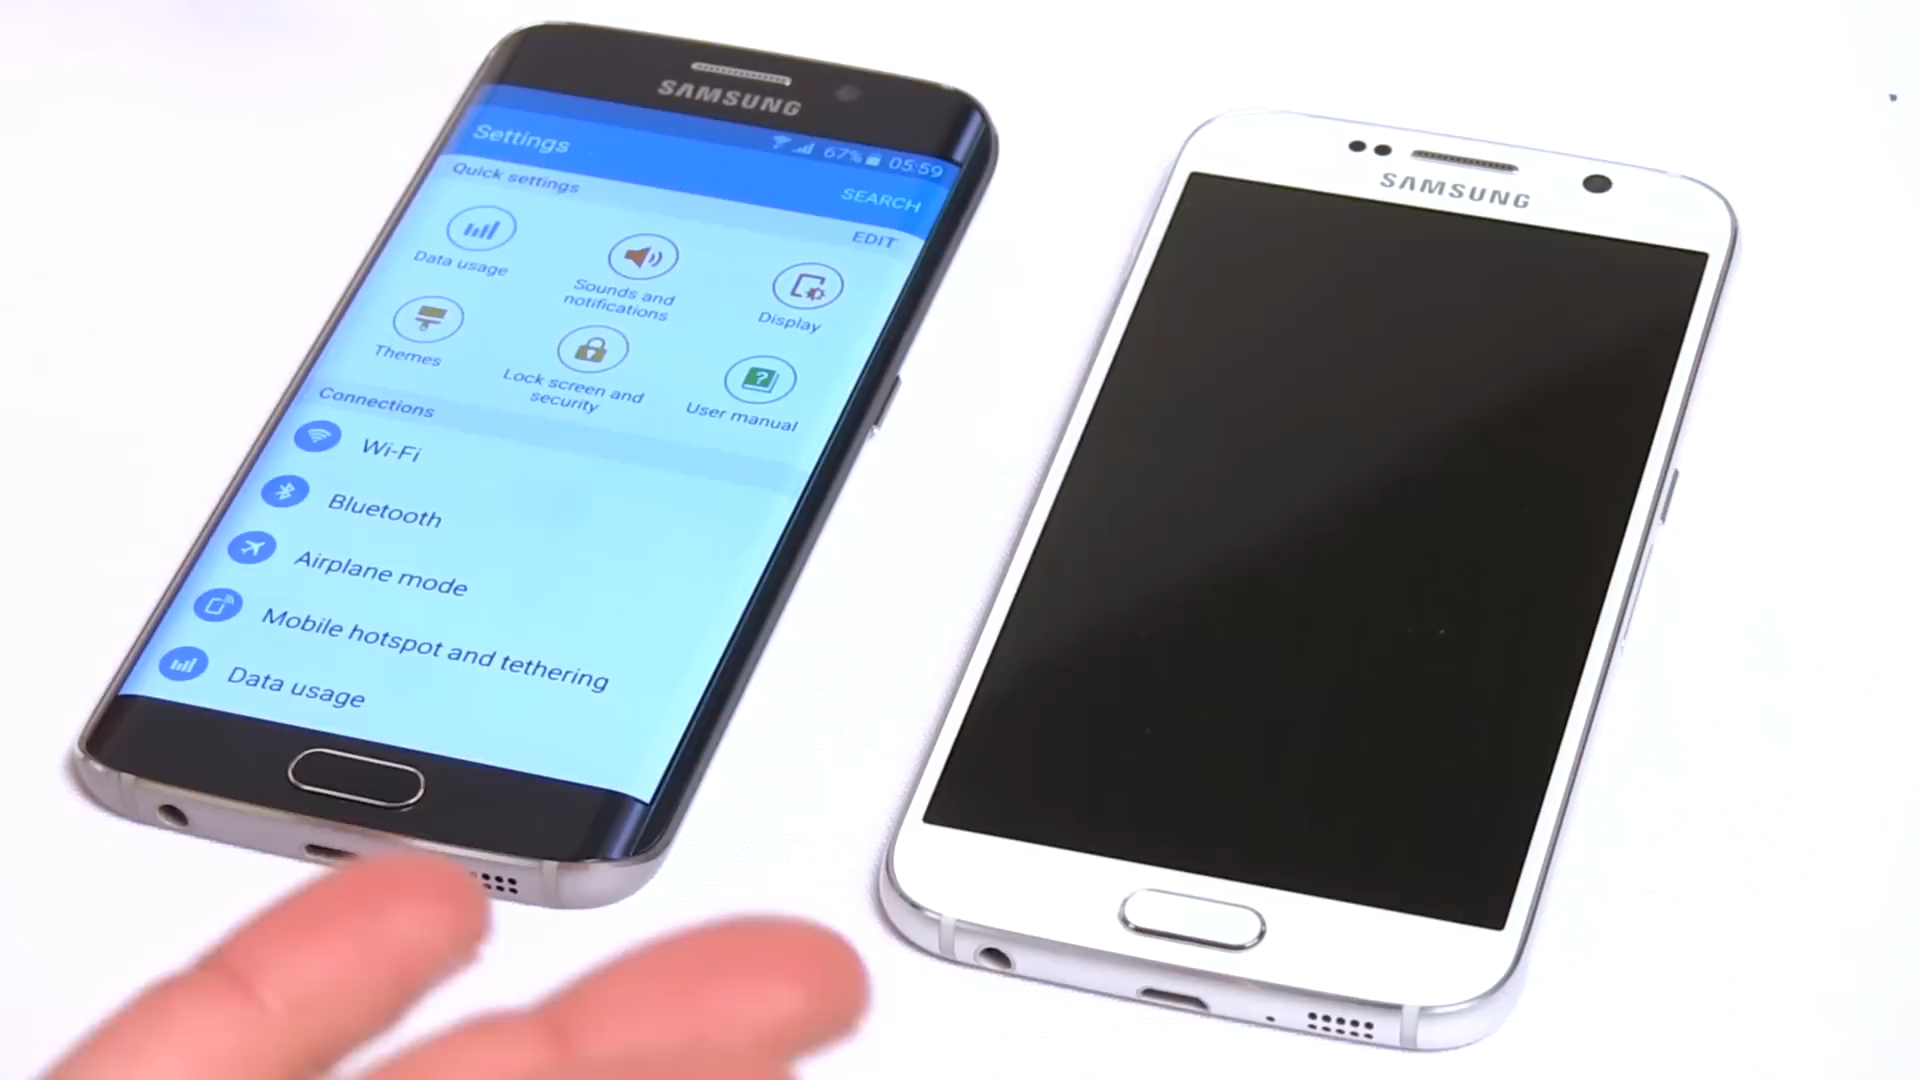 SAMSUNG
67% 05:59
Settings
SEARCH
Quick settings
EDIT
Data usage
Sounds and
notifications
Display
Themes
Lock screen and
security
User manual
Connections
Wi-Fi
Bluetooth
Airplane mode
Mobile hotspot and tethering
Data usage
SAMSUNG